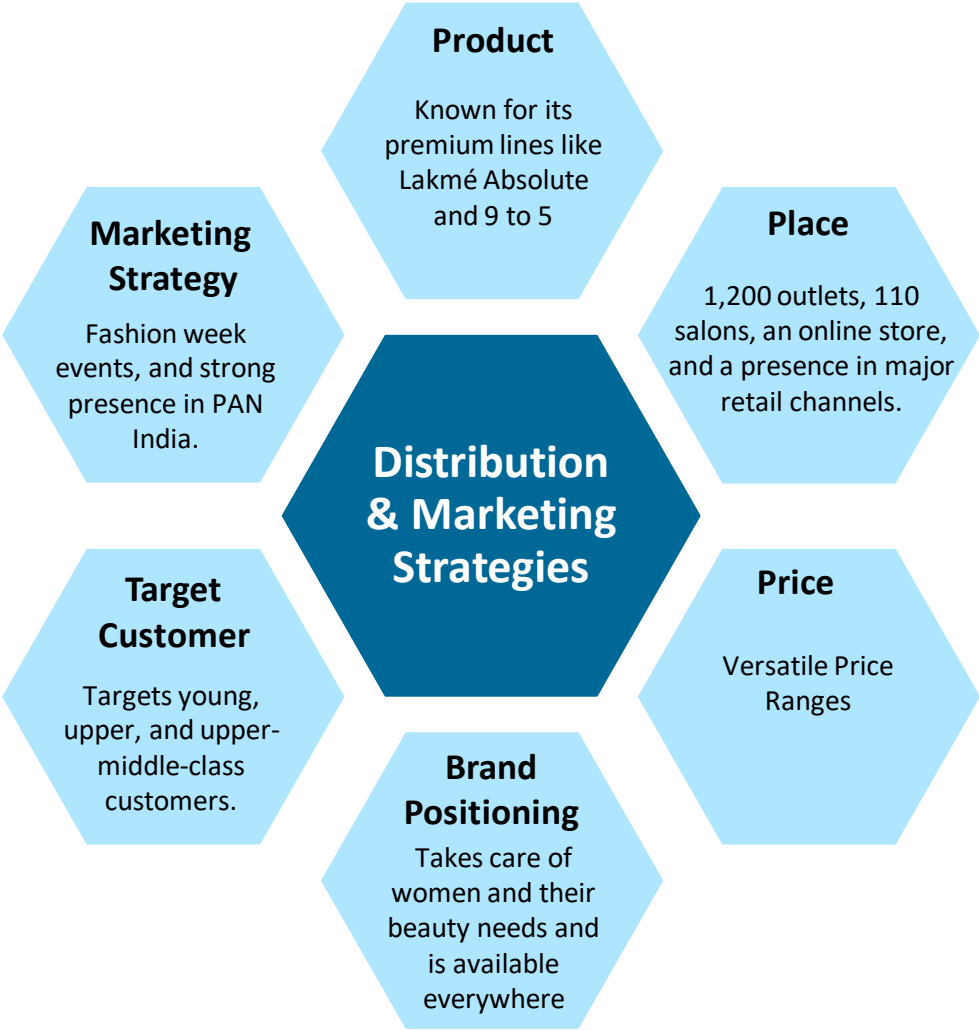 Product
Known for its
premium lines like
Lakmé Absolute
and 9 to 5
Place
1,200 outlets, 110
salons, an online store,
and a presence in major
retail channels.
Price
Versatile Price
Ranges
Brand
Positioning
Takes care of
women and their
beauty needs and
is available
everywhere
Target
Customer
Targets young,
upper, and upper-
middle-class
customers.
Marketing
Strategy
Fashion week
events, and strong
presence in PAN
India.
Distribution
& Marketing
Strategies